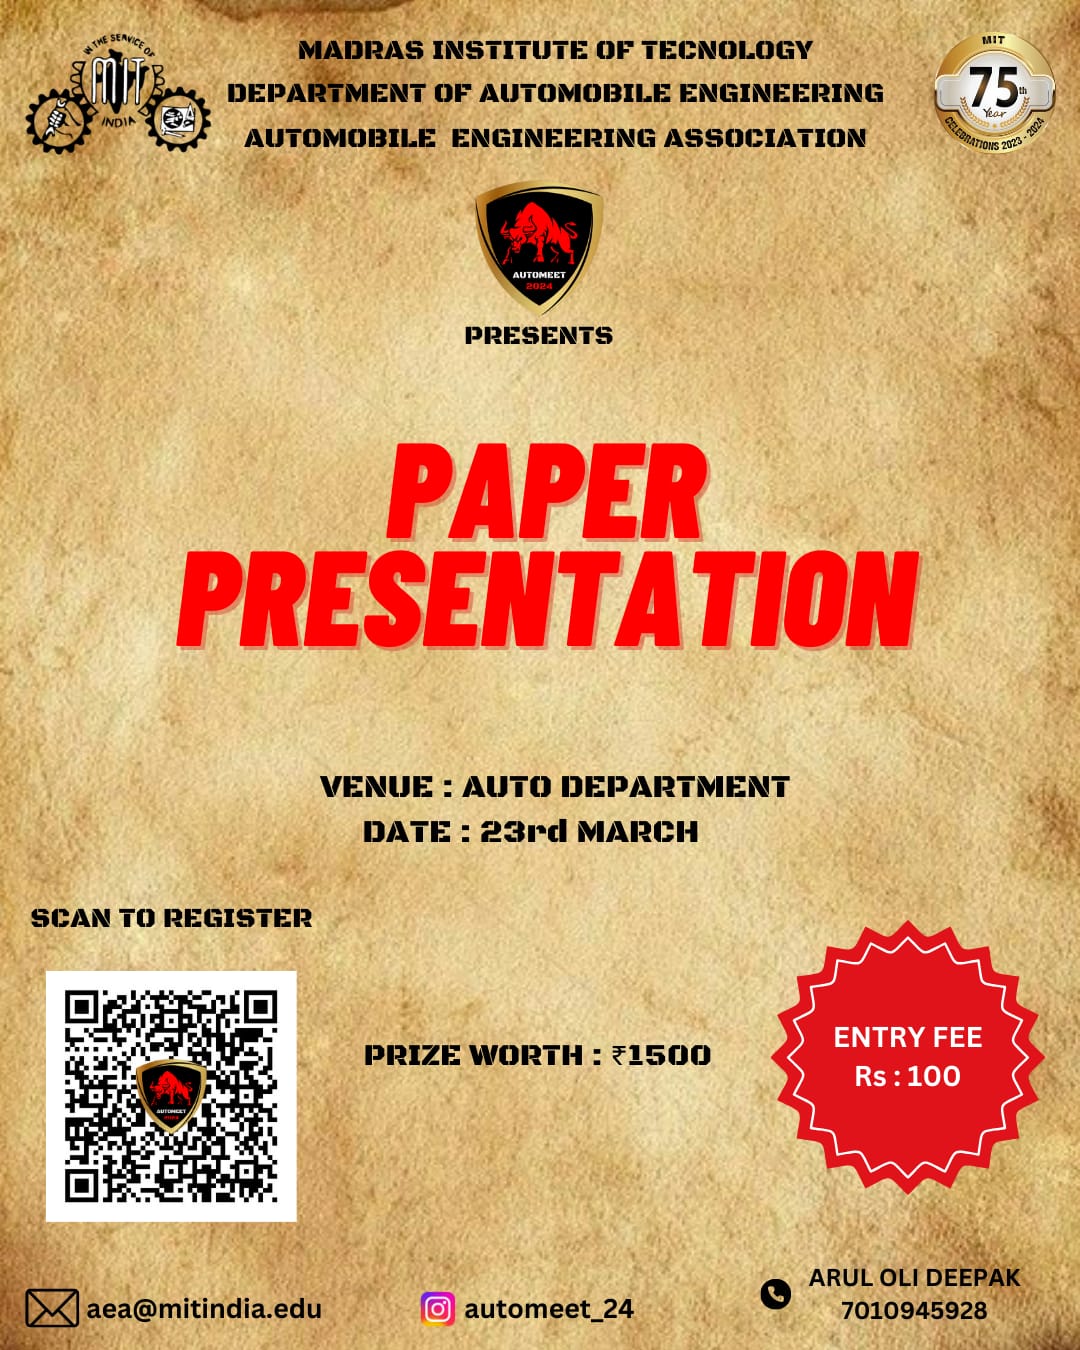 IN THE SERVICE OF
MIT
INDIA
MADRAS INSTITUTE OF TECNOLOGY
DEPARTMENT OF AUTOMOBILE ENGINEERING
AUTOMOBILE ENGINEERING ASSOCIATION
MIT
75th
Year
CELEBRATIONS 2023 - 2024
AUTOMEET
2024
PRESENTS
PAPER
PRESENTATION
VENUE : AUTO DEPARTMENT
DATE : 23rd MARCH
SCAN TO REGISTER
AUTOMEET
PRIZE WORTH : ₹1500
ENTRY FEE
Rs : 100
aea@mitindia.edu
automeet_24
ARUL OLI DEEPAK
7010945928